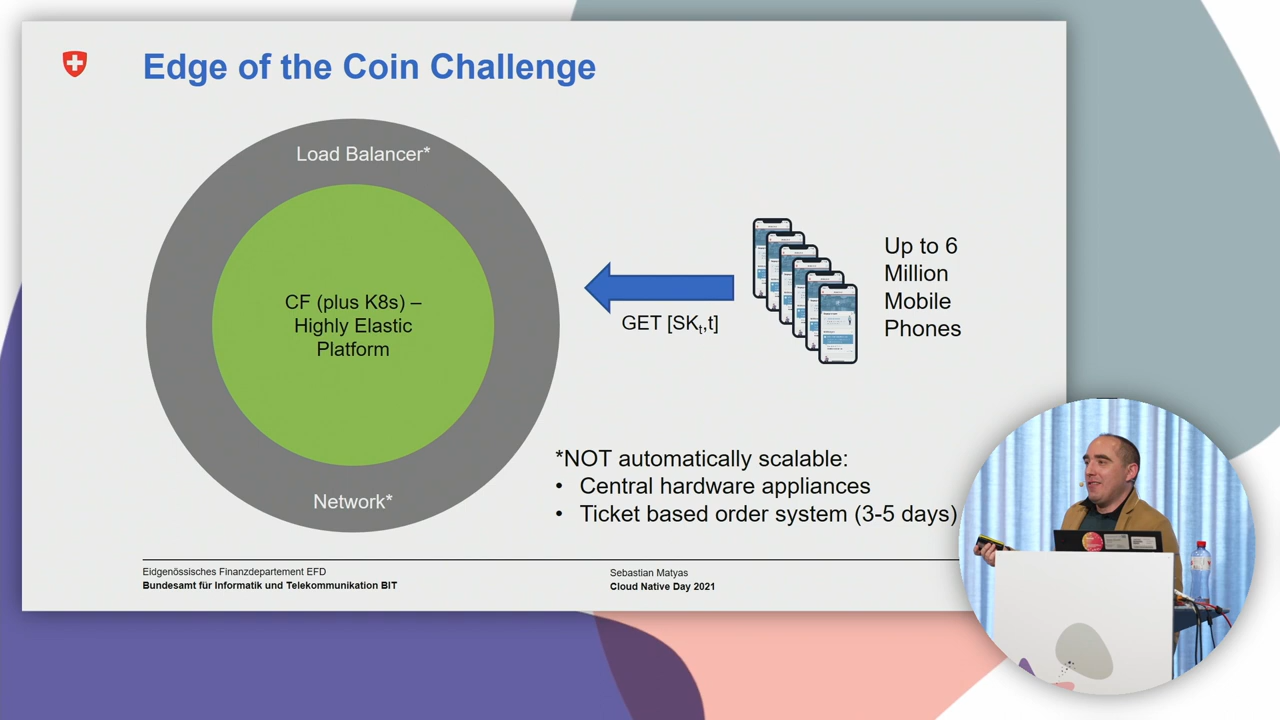 Edge of the Coin Challenge
Load Balancer*
CF (plus K8s) –
Highly Elastic
Platform
Network*
GET [SKt,t]
Up to 6
Million
Mobile
Phones
*NOT automatically scalable:
• Central hardware appliances
• Ticket based order system (3-5 days)
Eidgenössisches Finanzdepartement EFD
Bundesamt für Informatik und Telekommunikation BIT
Sebastian Matyas
Cloud Native Day 2021